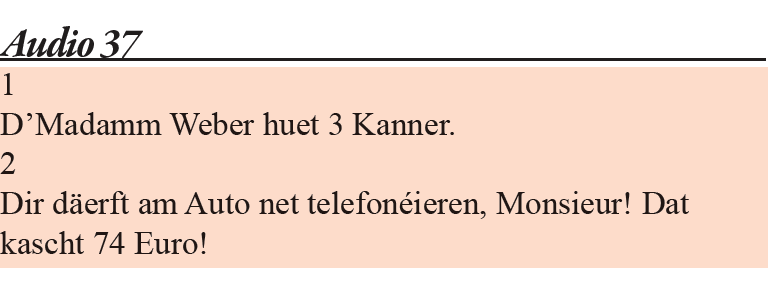 Audio 37
1
D’Madamm Weber huet 3 Kanner.
2
Dir däerft am Auto net telefonéieren, Monsieur! Dat
kascht 74 Euro!